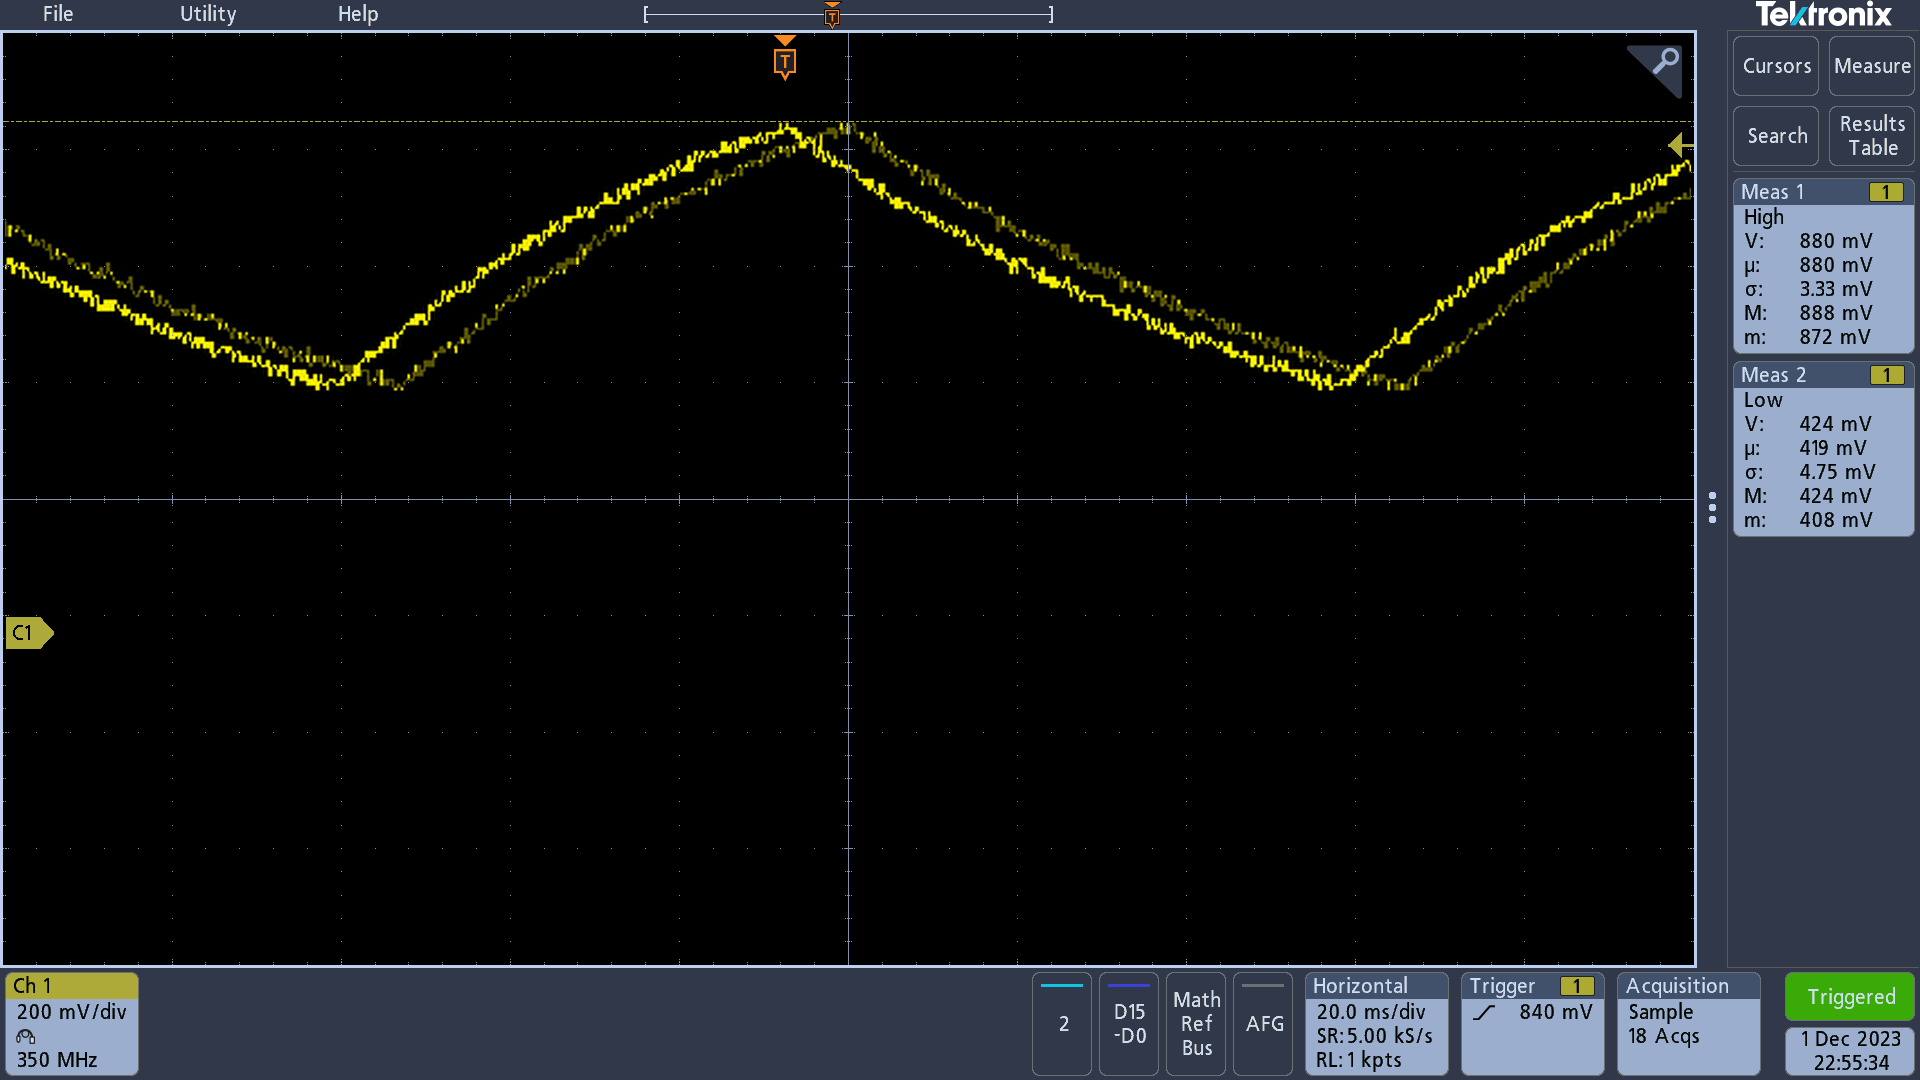 File Utility Help
Tektronix
T
T
Cursors Measure
Search Results Table
Meas 1 1
High
V: 880 mV
µ: 880 mV
σ: 3.33 mV
M: 888 mV
m: 872 mV
Meas 2 1
Low
V: 424 mV
µ: 419 mV
σ: 4.75 mV
M: 424 mV
m: 408 mV
C1
Ch 1
200 mV/div
350 MHz
2
D15
-D0
Math
Ref
Bus
AFG
Horizontal
20.0 ms/div
SR: 5.00 kS/s
RL: 1 kpts
Trigger 1
840 mV
Acquisition
Sample
18 Acqs
Triggered
1 Dec 2023
22:55:34